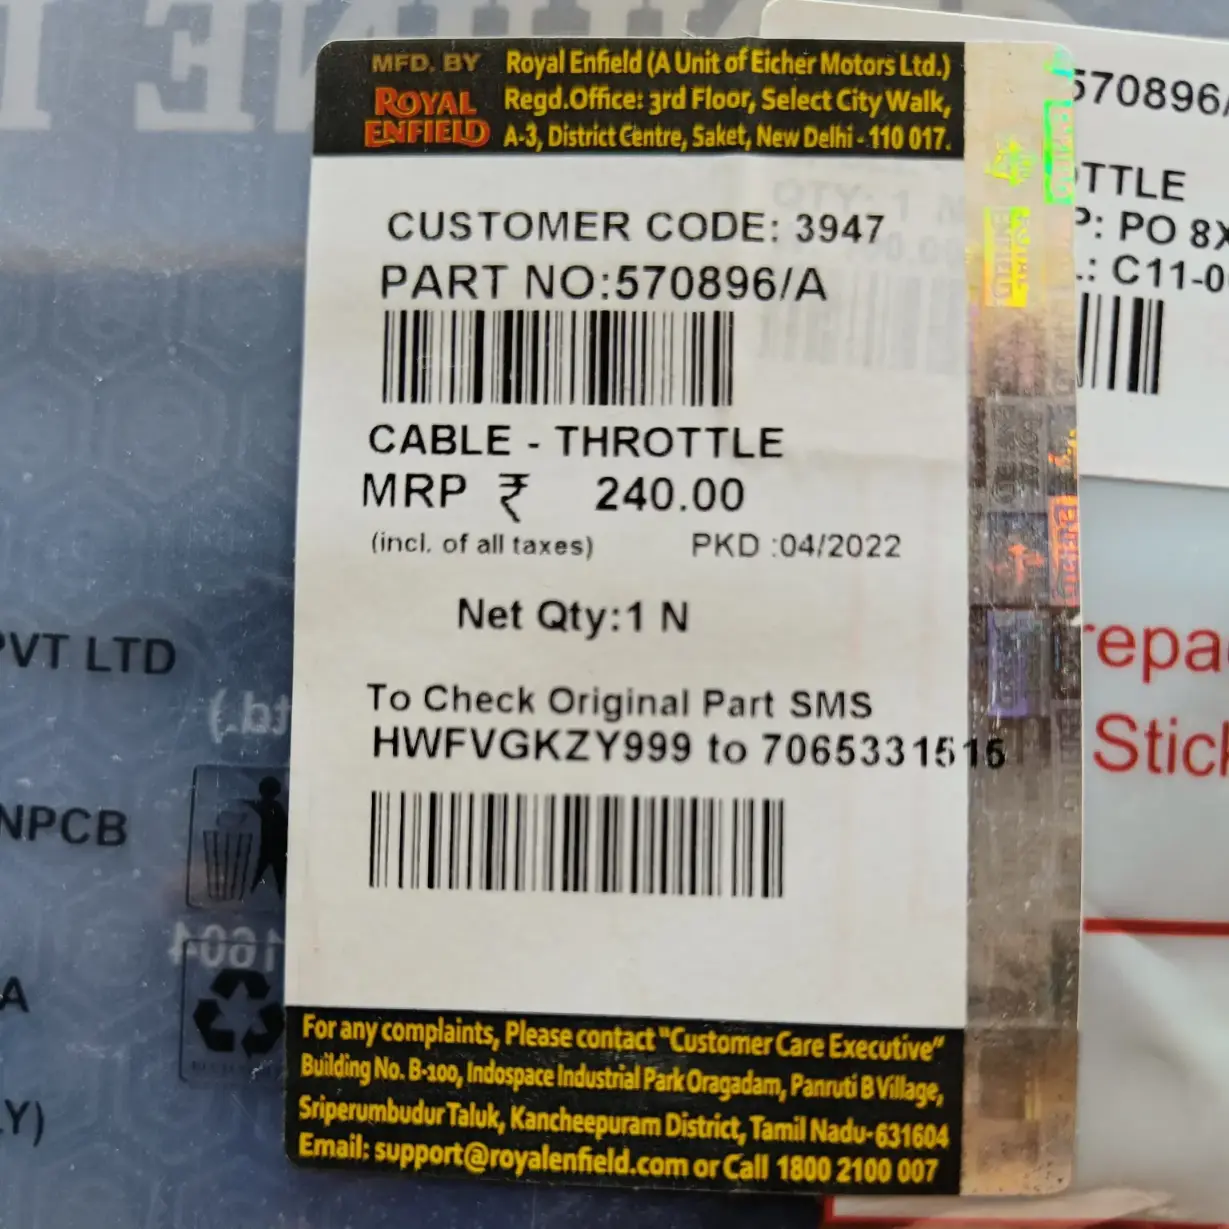 MFD. BY
ROYAL
ENFIELD
Royal Enfield (A Unit of Eicher Motors Ltd.)
Regd.Office: 3rd Floor, Select City Walk,
A-3, District Centre, Saket, New Delhi - 110 017.
CUSTOMER CODE: 3947
PART NO:570896/A
CABLE - THROTTLE
MRP ₹ 240.00
(incl. of all taxes) PKD :04/2022
Net Qty:1 N
To Check Original Part SMS
HWFVGKZY999 to 7065331515
For any complaints, Please contact "Customer Care Executive"
Building No. B-100, Indospace Industrial Park Oragadam, Panruti B Village,
Sriperumbudur Taluk, Kancheepuram District, Tamil Nadu-631604
Email: support@royalenfield.com or Call 1800 2100 007
570896/
OTTLE
P: PO 8X
.: C11-0
repa
Stick
PVT LTD
td.)
NPCB
1604
A
LY)